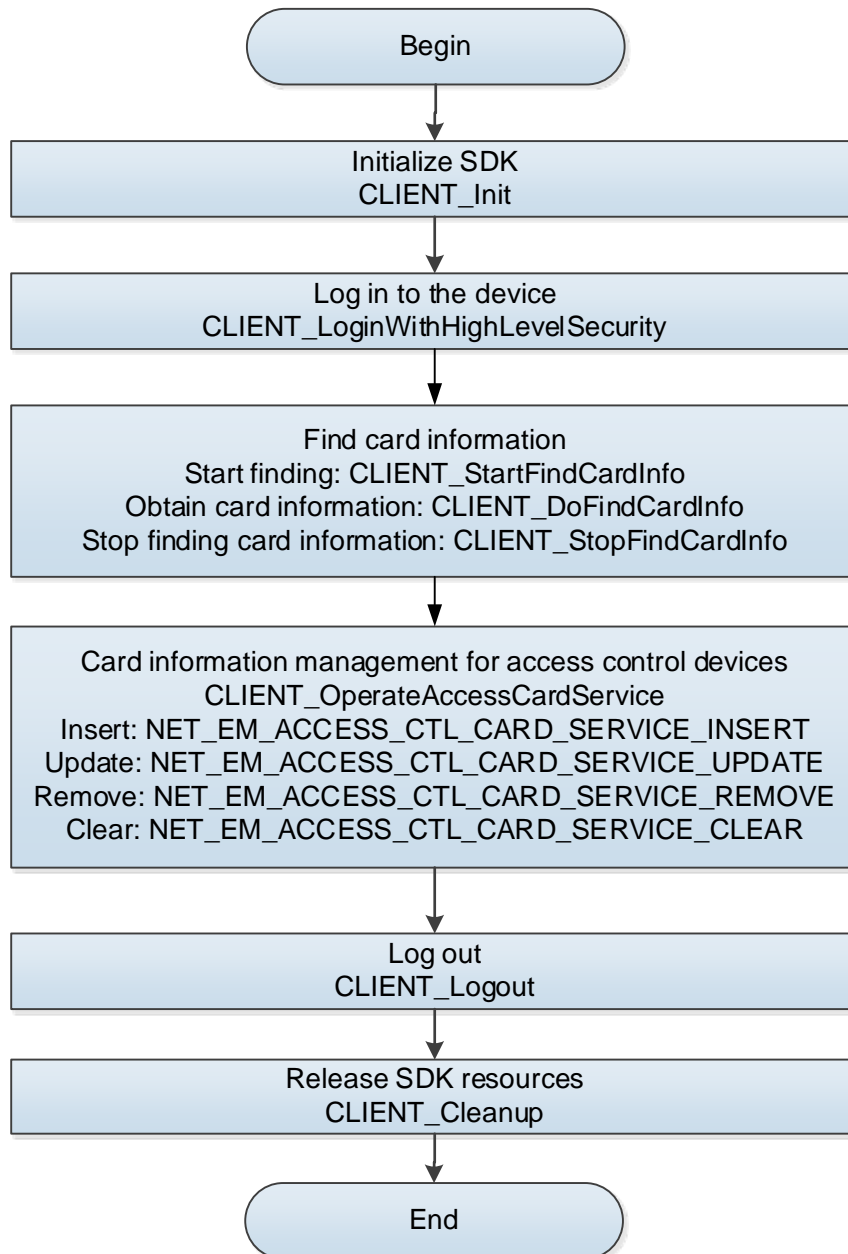 Begin
Initialize SDK
CLIENT_Init
Log in to the device
CLIENT_LoginWithHighLevelSecurity
Find card information
Start finding: CLIENT_StartFindCardInfo
Obtain card information: CLIENT_DoFindCardInfo
Stop finding card information: CLIENT_StopFindCardInfo
Card information management for access control devices
CLIENT_OperateAccessCardService
Insert: NET_EM_ACCESS_CTL_CARD_SERVICE_INSERT
Update: NET_EM_ACCESS_CTL_CARD_SERVICE_UPDATE
Remove: NET_EM_ACCESS_CTL_CARD_SERVICE_REMOVE
Clear: NET_EM_ACCESS_CTL_CARD_SERVICE_CLEAR
Log out
CLIENT_Logout
Release SDK resources
CLIENT_Cleanup
End